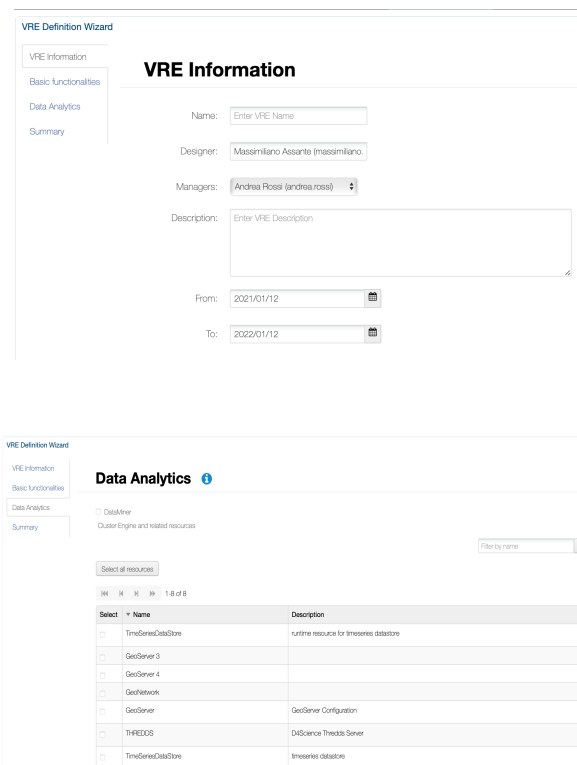 VRE Definition Wizard
VRE Information
Basic functionalities
Data Analytics
Summary
VRE Information
Name: Enter VRE Name
Designer: Massimiliano Assante (massimiliano.
Managers: Andrea Rossi (andrea.rossi)
Description: Enter VRE Description
From: 2021/01/12
To: 2022/01/12
VRE Definition Wizard
VRE Information
Basic functionalities
Data Analytics
Summary
Data Analytics
DataMiner
Cluster Engine and related resources
Filter by name
Select all resources
1-8 of 8
Select Name Description
TimeSeriesDataStore runtime resource for timeseries datastore
GeoServer 3
GeoServer 4
GeoNetwork
GeoServer GeoServer Configuration
THREDDS D4Science Thredds Server
TimeSeriesDataStore timeseries datastore